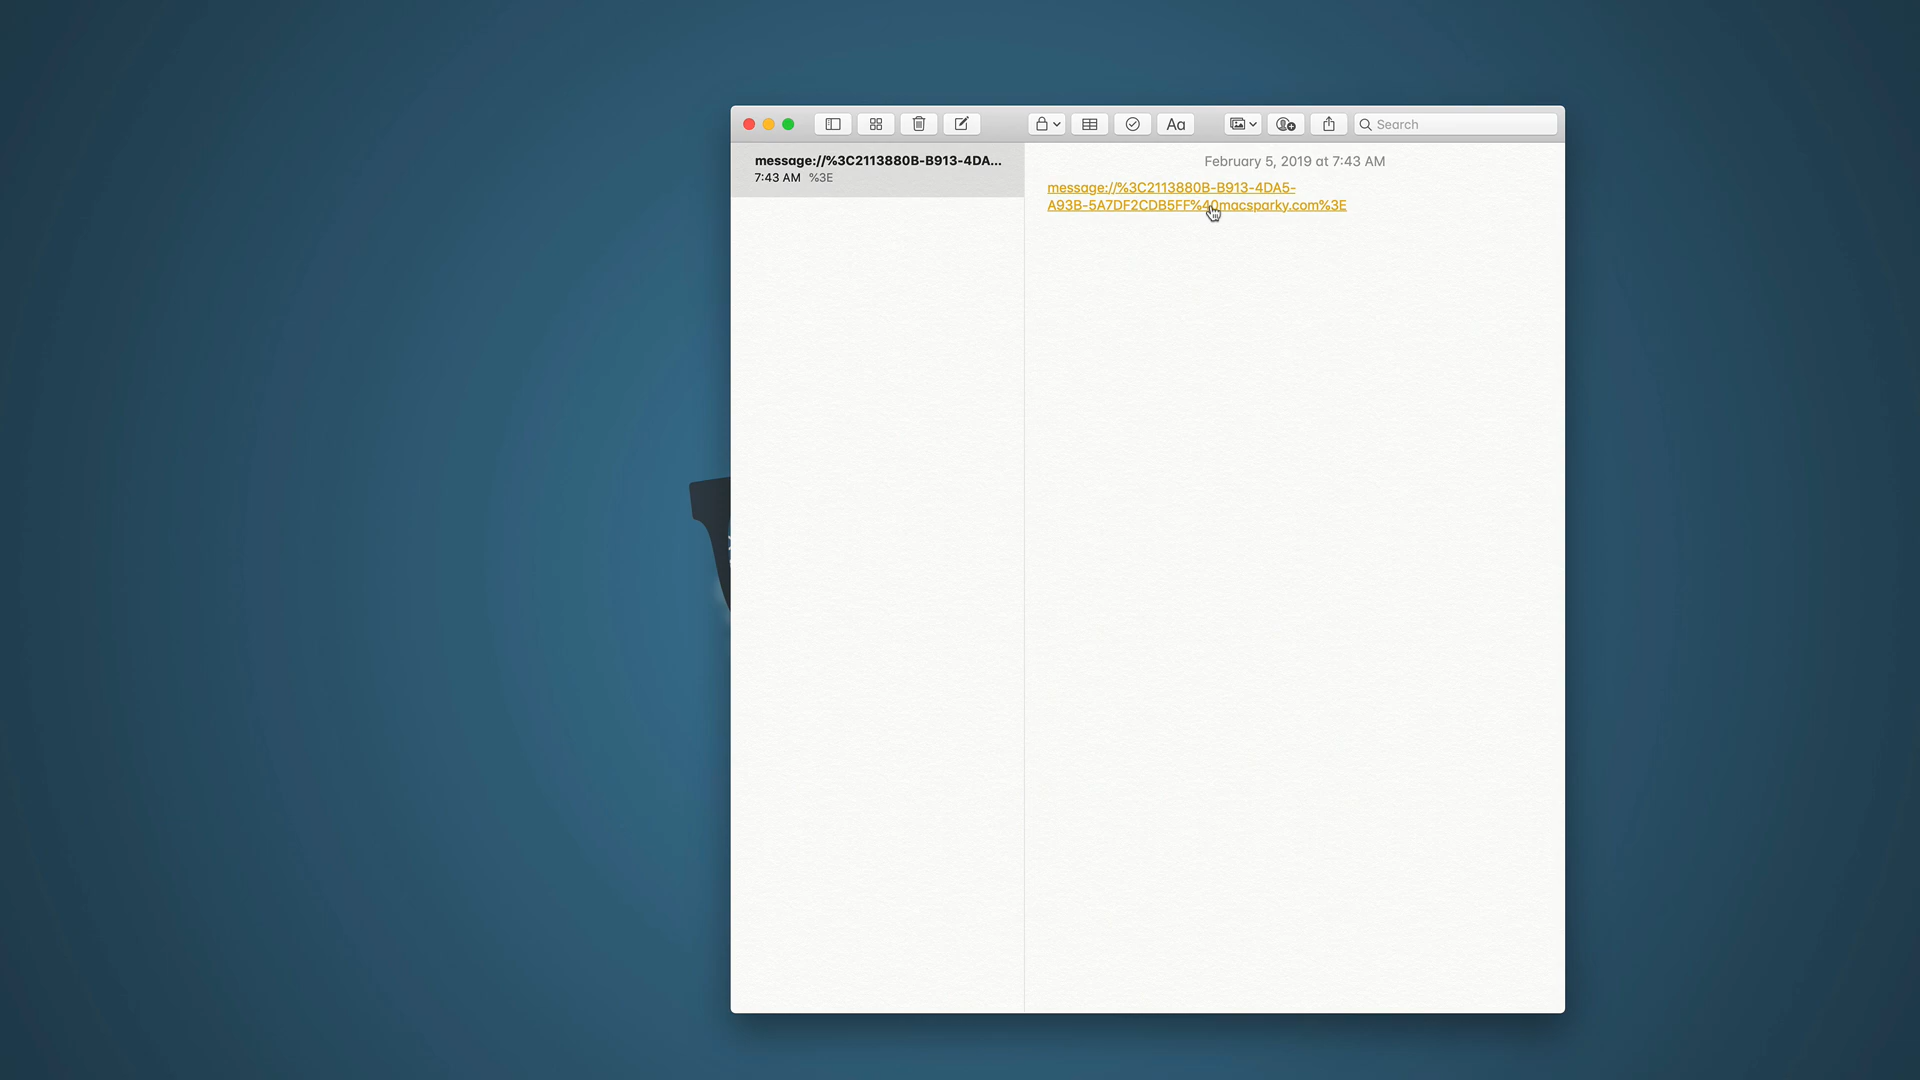 Aa
Search
message://%3C2113880B-B913-4DA...
7:43 AM %3E
February 5, 2019 at 7:43 AM
message://%3C2113880B-B913-4DA5-
A93B-5A7DF2CDB5FF%40macsparky.com%3E